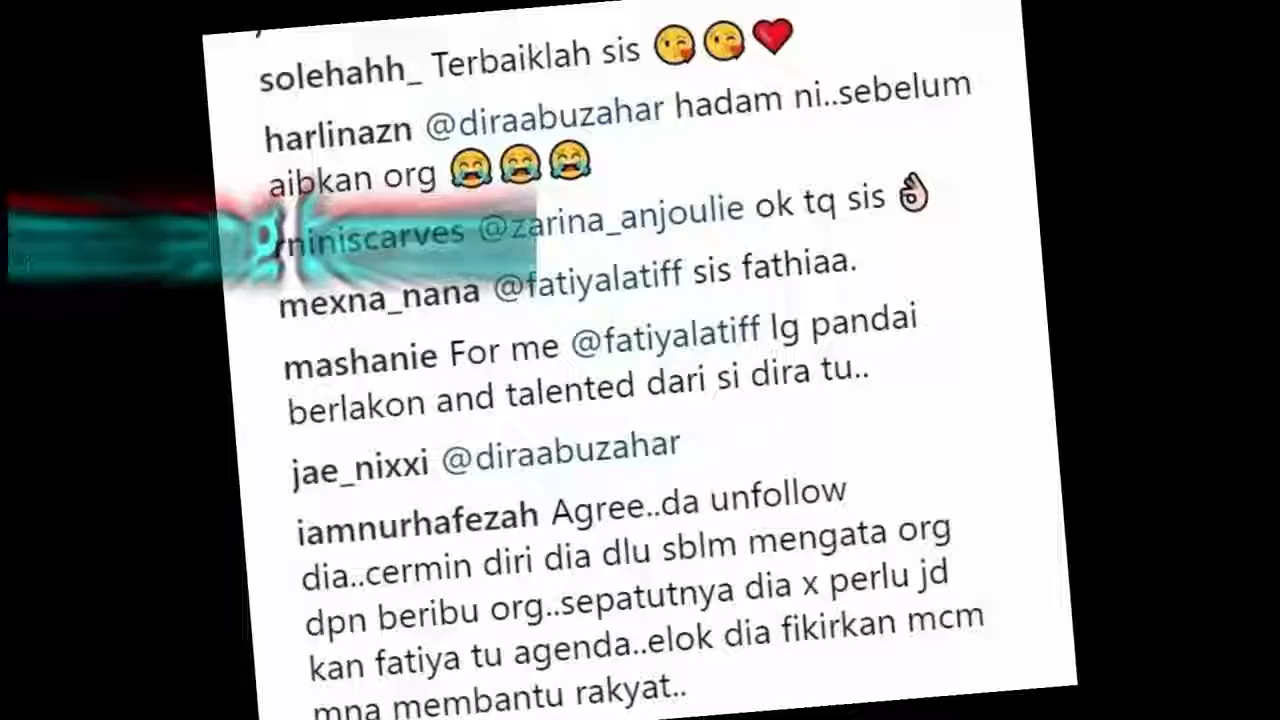 solehahh_ Terbaiklah sis 😘😘❤️
harlinazn @diraabuzahar hadam ni..sebelum
aibkan org 😂😂😂
niniscarves @zarina_anjoulie ok tq sis 👌🏻
mexna_nana @fatiyalatiff sis fathiaa.
mashanie For me @fatiyalatiff lg pandai
berlakon and talented dari si dira tu..
jae_nixxi @diraabuzahar
iamnurhafezah Agree..da unfollow
dia..cermin diri dia dlu sblm mengata org
dpn beribu org..sepatutnya dia x perlu jd
kan fatiya tu agenda..elok dia fikirkan mcm
mna membantu rakyat..